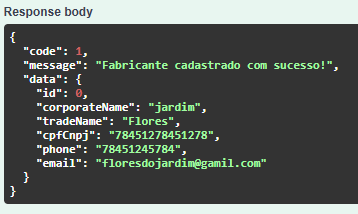 Response body
{
  "code": 1,
  "message": "Fabricante cadastrado com sucesso!",
  "data": {
    "id": 0,
    "corporateName": "jardim",
    "tradeName": "Flores",
    "cpfCnpj": "78451278451278",
    "phone": "78451245784",
    "email": "floresdojardim@gamil.com"
  }
}